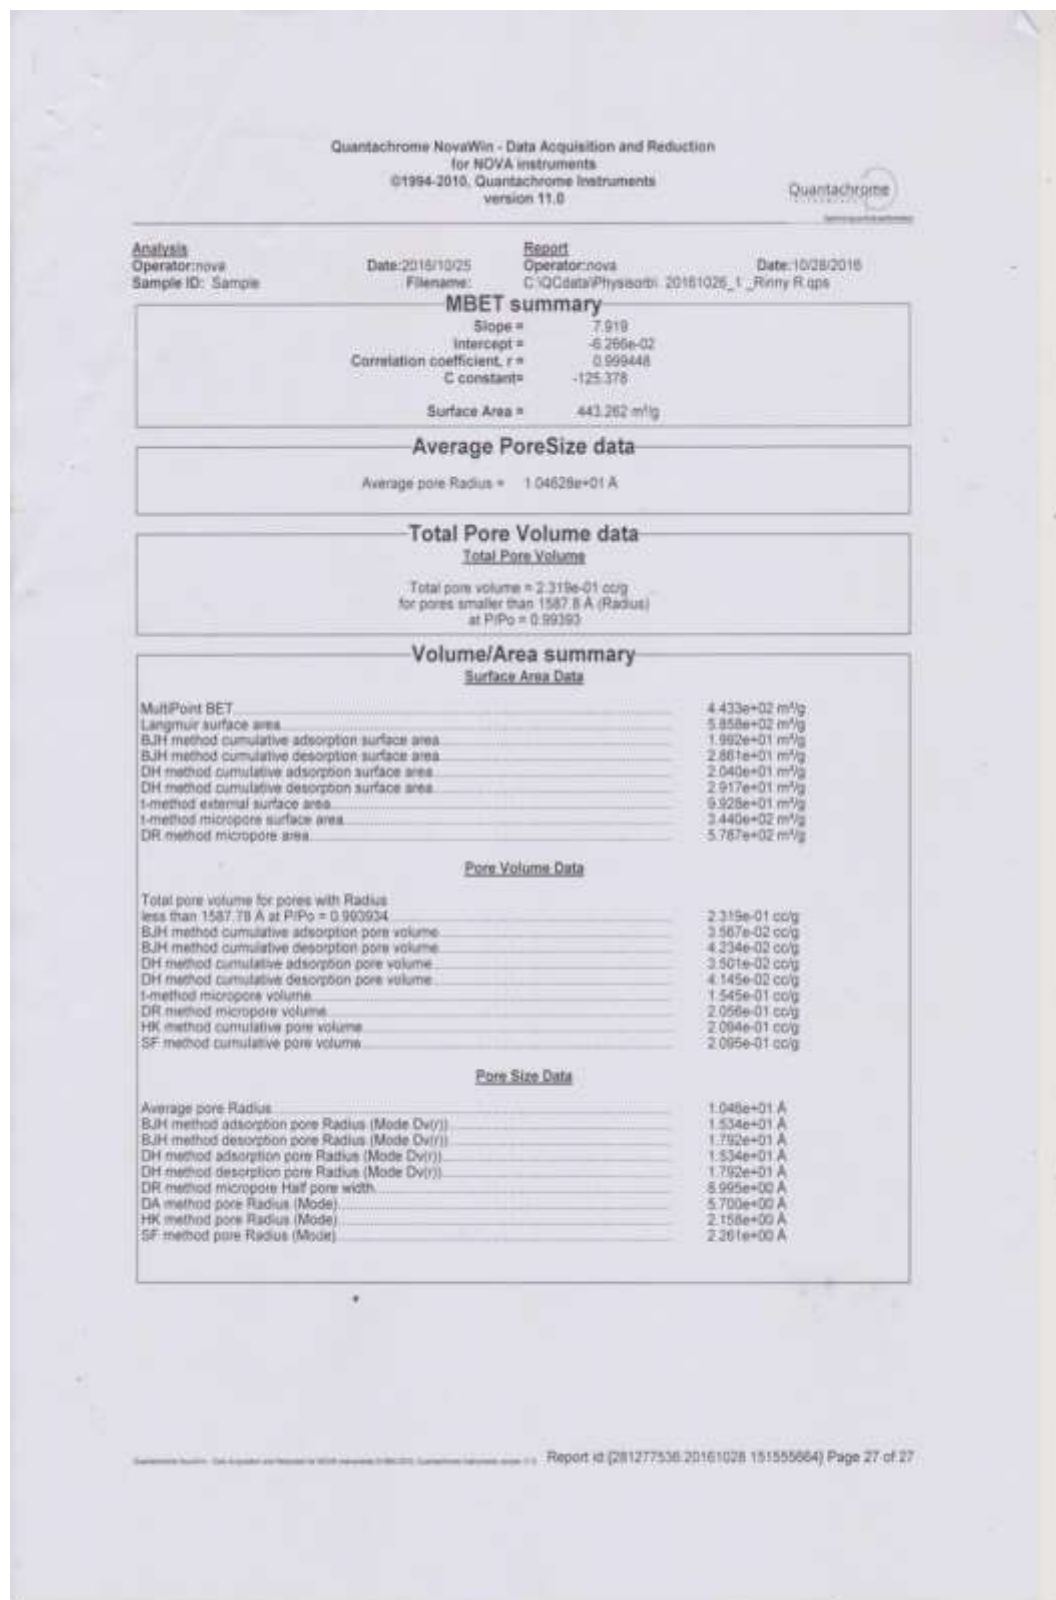 Quantachrome NovaWin - Data Acquisition and Reduction
for NOVA instruments
©1994-2010, Quantachrome Instruments
version 11.0
Quantachrome
Analysis Report
Operator:nova Date:2016/10/25 Operator:nova Date:10/28/2016
Sample ID: Sample Filename: C:\QCdata\Physisorb\ 20161026_1 _Rinny R.qps
MBET summary
Slope = 7.919
Intercept = -6.266e-02
Correlation coefficient, r = 0.999448
C constant= -125.378
Surface Area = 443.262 m²/g
Average PoreSize data
Average pore Radius = 1.04628e+01 Å
Total Pore Volume data
Total Pore Volume
Total pore volume = 2.319e-01 cc/g
for pores smaller than 1587.8 Å (Radius)
at P/Po = 0.99393
Volume/Area summary
Surface Area Data
MultiPoint BET 4.433e+02 m²/g
Langmuir surface area 5.858e+02 m²/g
BJH method cumulative adsorption surface area 1.992e+01 m²/g
BJH method cumulative desorption surface area 2.861e+01 m²/g
DH method cumulative adsorption surface area 2.040e+01 m²/g
DH method cumulative desorption surface area 2.917e+01 m²/g
t-method external surface area 9.928e+01 m²/g
t-method micropore surface area 3.440e+02 m²/g
DR method micropore area 5.787e+02 m²/g
Pore Volume Data
Total pore volume for pores with Radius
less than 1587.78 Å at P/Po = 0.993934 2.319e-01 cc/g
BJH method cumulative adsorption pore volume 3.567e-02 cc/g
BJH method cumulative desorption pore volume 4.234e-02 cc/g
DH method cumulative adsorption pore volume 3.501e-02 cc/g
DH method cumulative desorption pore volume 4.145e-02 cc/g
t-method micropore volume 1.545e-01 cc/g
DR method micropore volume 2.056e-01 cc/g
HK method cumulative pore volume 2.094e-01 cc/g
SF method cumulative pore volume 2.095e-01 cc/g
Pore Size Data
Average pore Radius 1.046e+01 Å
BJH method adsorption pore Radius (Mode Dv(r)) 1.534e+01 Å
BJH method desorption pore Radius (Mode Dv(r)) 1.792e+01 Å
DH method adsorption pore Radius (Mode Dv(r)) 1.534e+01 Å
DH method desorption pore Radius (Mode Dv(r)) 1.792e+01 Å
DR method micropore Half pore width 8.995e+00 Å
DA method pore Radius (Mode) 5.700e+00 Å
HK method pore Radius (Mode) 2.158e+00 Å
SF method pore Radius (Mode) 2.261e+00 Å
Report id:{281277536:20161028 151555664} Page 27 of 27